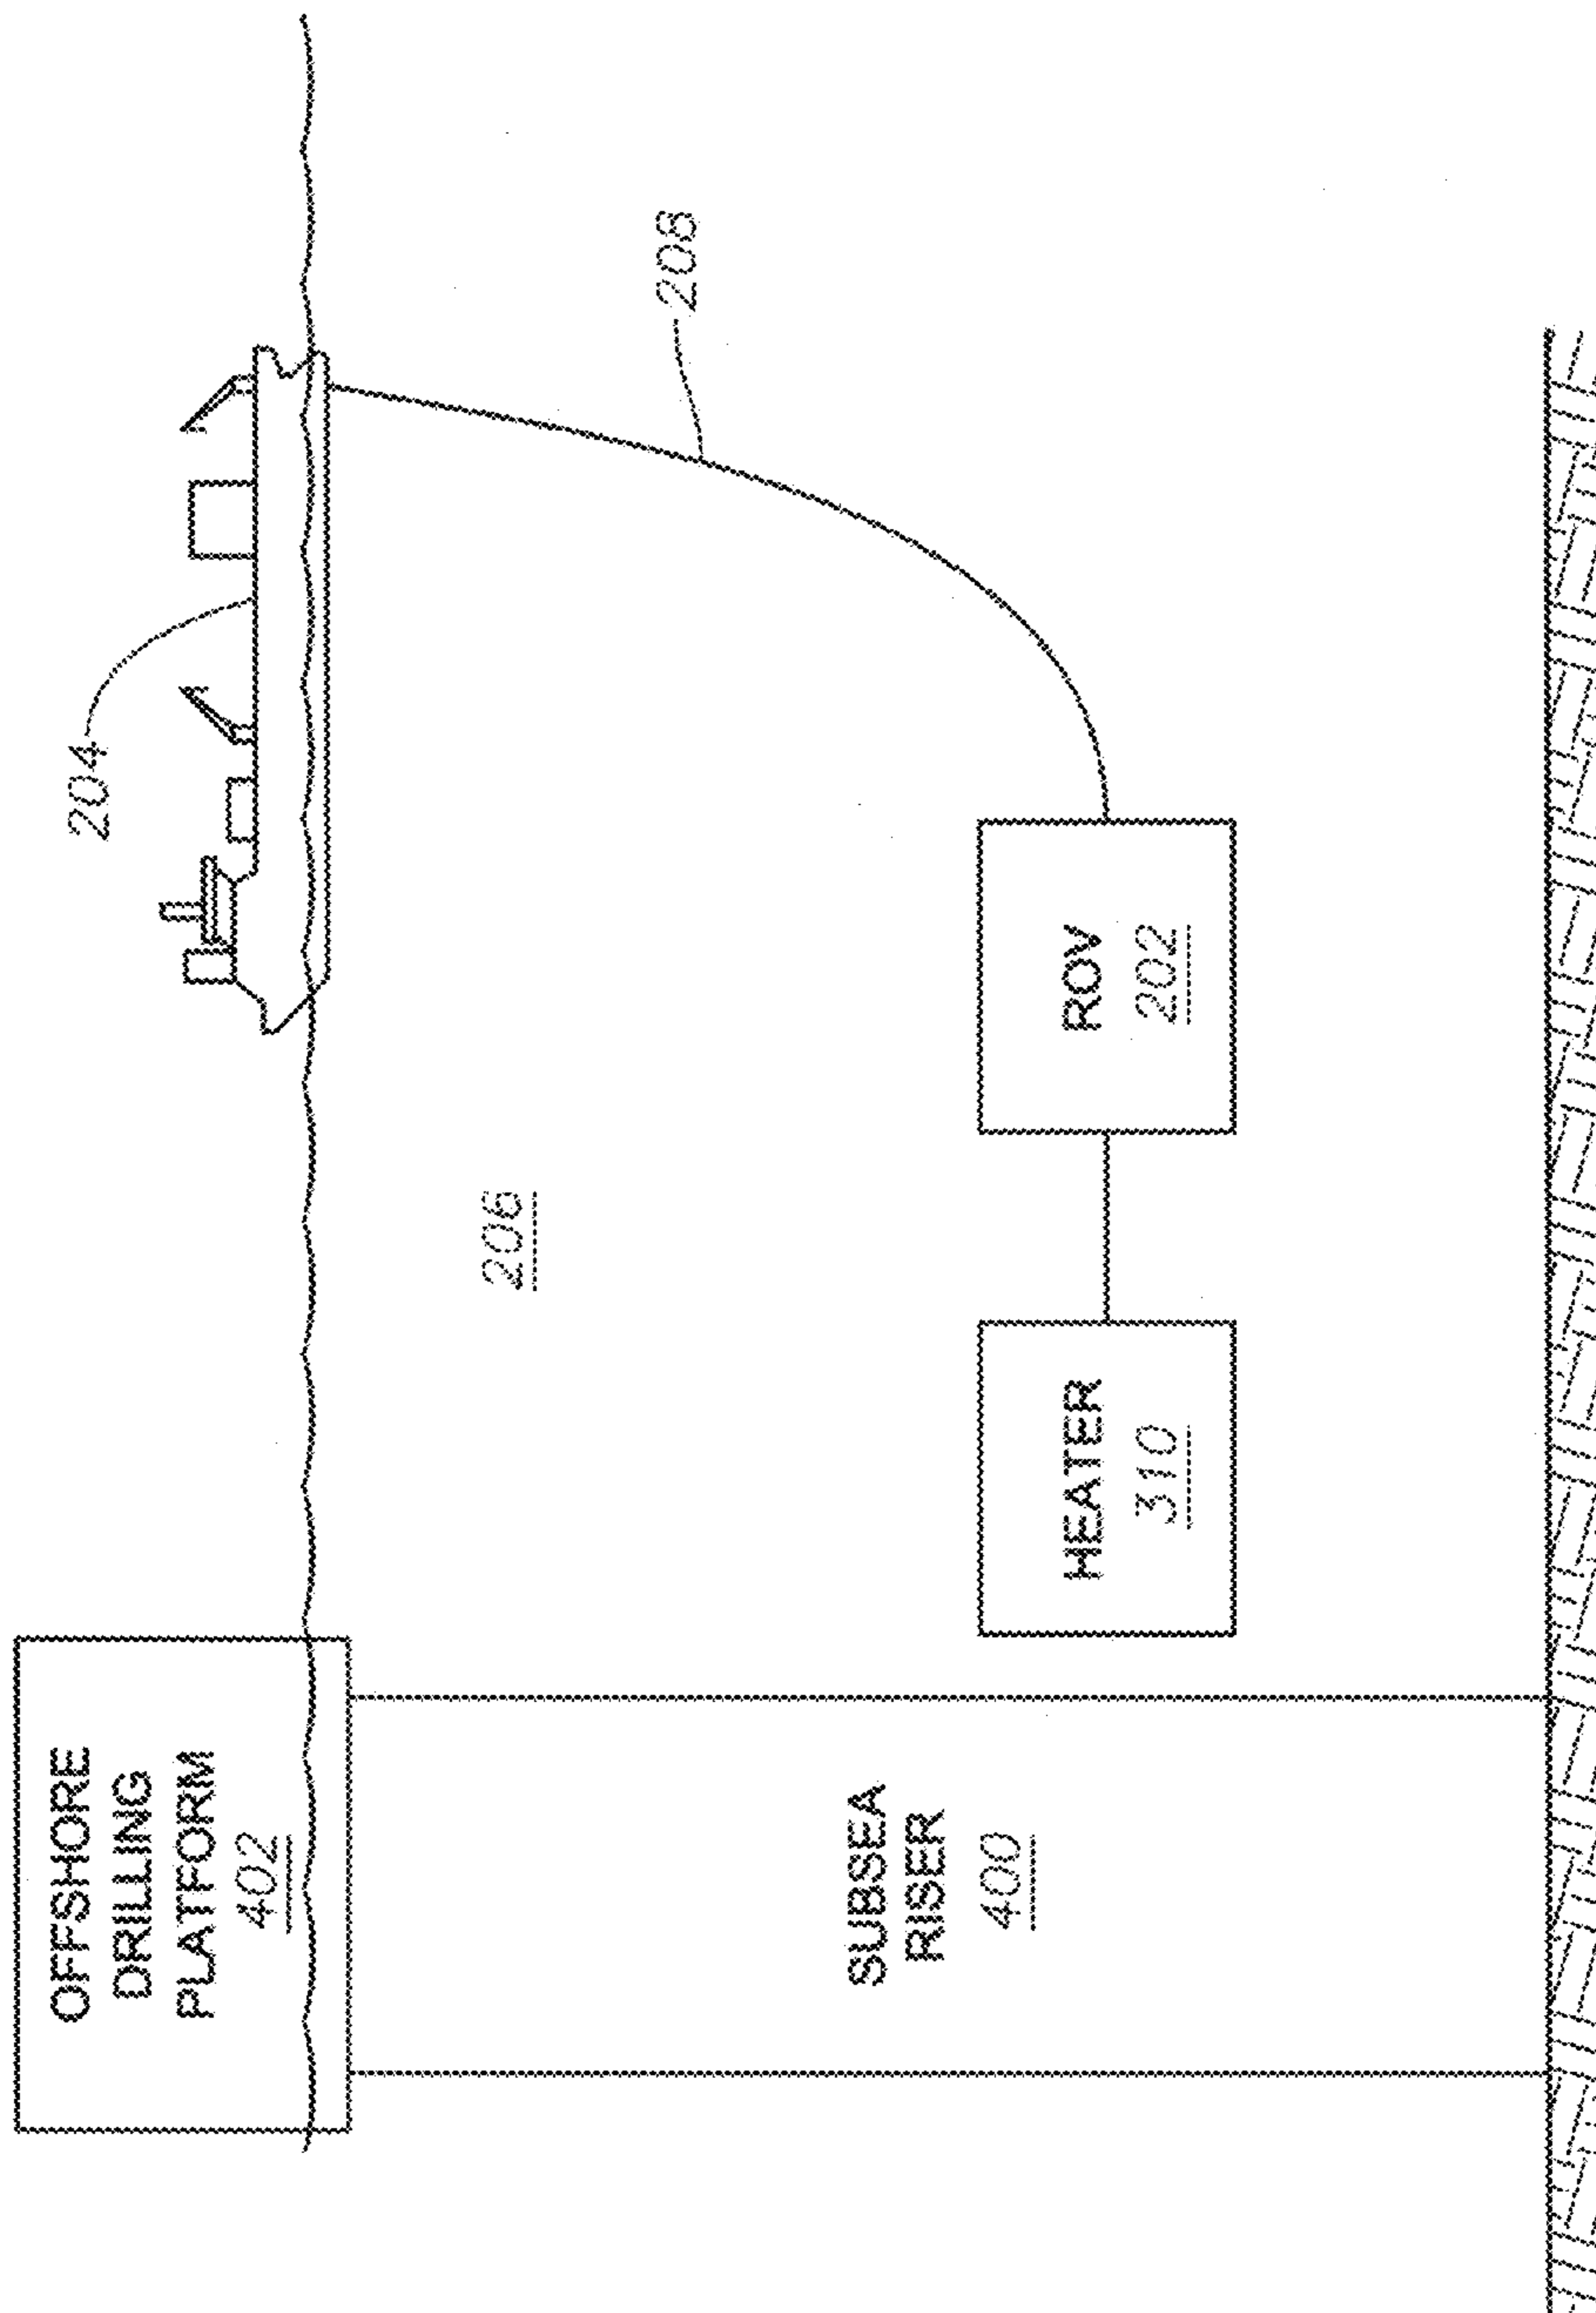 OFFSHORE
DRILLING
PLATFORM
402
204
206
208
SUBSEA
RISER
400
HEATER
310
ROV
202